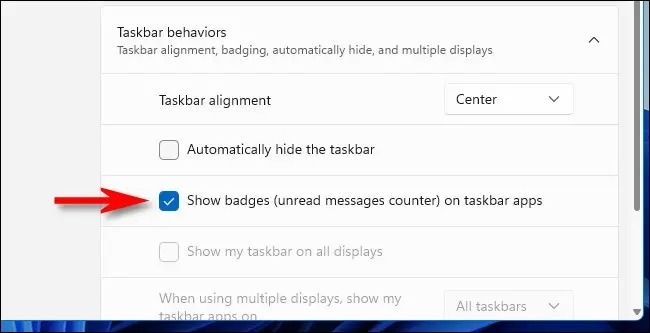 Taskbar behaviors
Taskbar alignment, badging, automatically hide, and multiple displays
Taskbar alignment
Center
Automatically hide the taskbar
Show badges (unread messages counter) on taskbar apps
Show my taskbar on all displays
When using multiple displays, show my
taskbar apps on
All taskbars